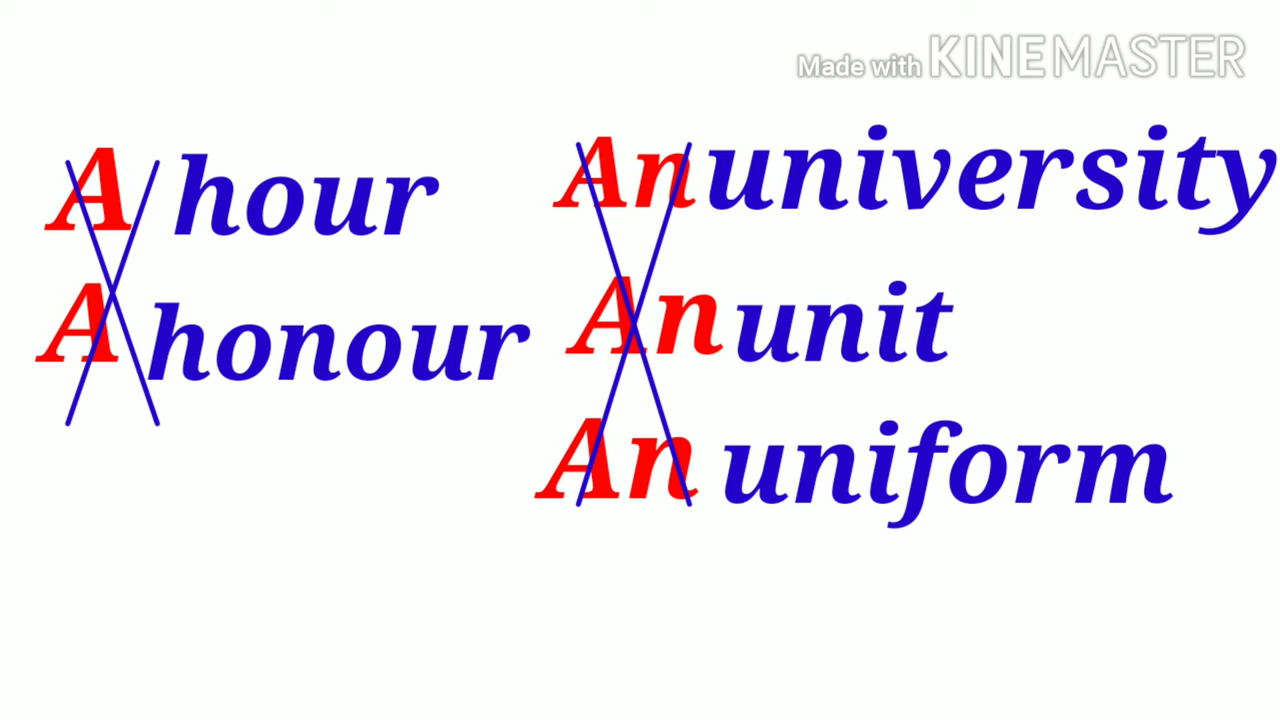 Made with KINEMASTER
A hour
A honour
An university
An unit
An uniform